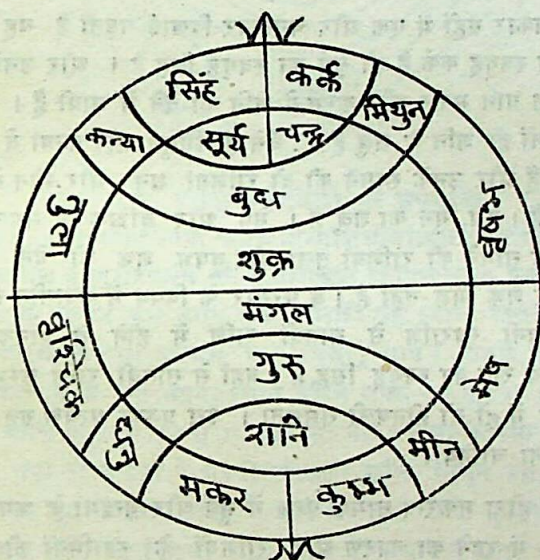 सिंह कर्क
कन्या सूर्य चन्द्र मिथुन
बुध
तुला वृषभ
शुक्र
मंगल
वृश्चिक मेष
गुरु
धनु शनि मीन
मकर कुम्भ